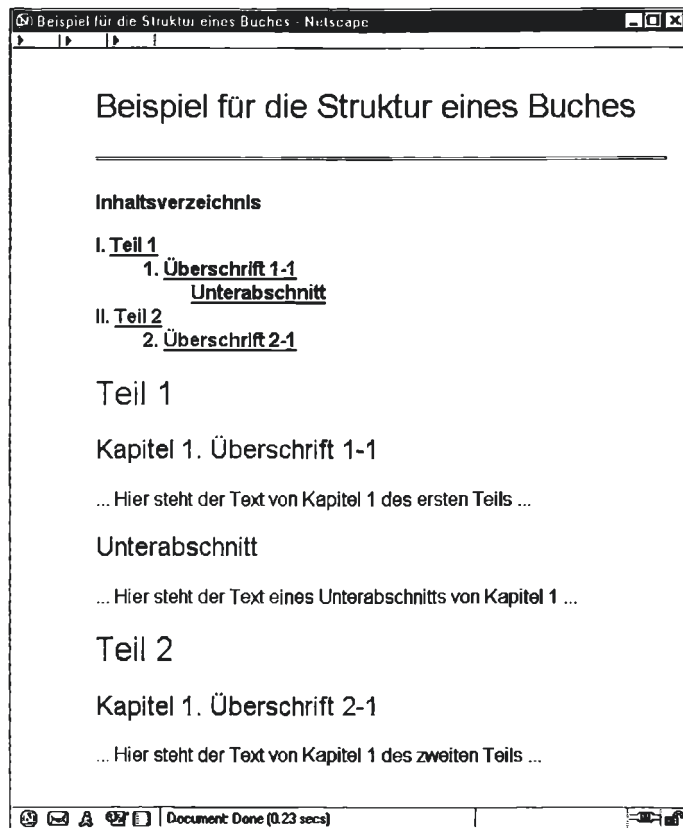 Beispiel für die Struktur eines Buches - Netscape
Beispiel für die Struktur eines Buches
Inhaltsverzeichnis
I. Teil 1
1. Überschrift 1-1
Unterabschnitt
II. Teil 2
2. Überschrift 2-1
Teil 1
Kapitel 1. Überschrift 1-1
... Hier steht der Text von Kapitel 1 des ersten Teils ...
Unterabschnitt
... Hier steht der Text eines Unterabschnitts von Kapitel 1 ...
Teil 2
Kapitel 1. Überschrift 2-1
... Hier steht der Text von Kapitel 1 des zweiten Teils ...
Document: Done (0.23 secs)